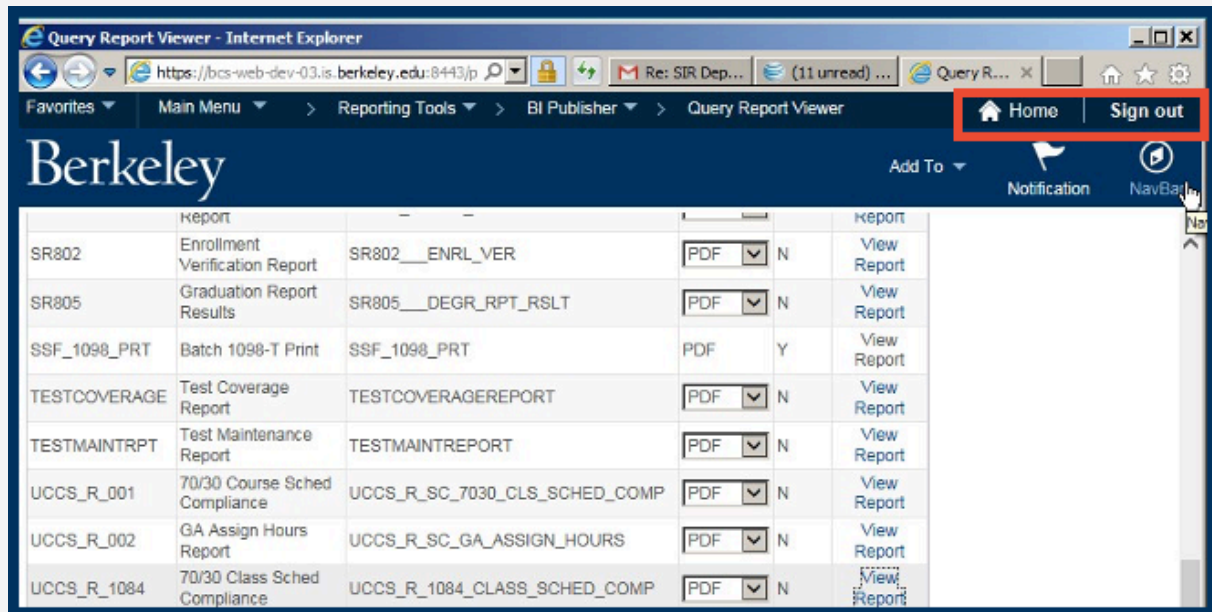 Query Report Viewer - Internet Explorer
https://bcs-web-dev-03.is.berkeley.edu:8443/p Re: SIR Dep... (11 unread) ... Query R...
Favorites Main Menu > Reporting Tools > BI Publisher > Query Report Viewer Home Sign out
Berkeley
Add To
Notification
NavBar
Report Report
SR802 Enrollment Verification Report SR802___ENRL_VER PDF N View Report
SR805 Graduation Report Results SR805___DEGR_RPT_RSLT PDF N View Report
SSF_1098_PRT Batch 1098-T Print SSF_1098_PRT PDF Y View Report
TESTCOVERAGE Test Coverage Report TESTCOVERAGEREPORT PDF N View Report
TESTMAINTRPT Test Maintenance Report TESTMAINTREPORT PDF N View Report
UCCS_R_001 70/30 Course Sched Compliance UCCS_R_SC_7030_CLS_SCHED_COMP PDF N View Report
UCCS_R_002 GA Assign Hours Report UCCS_R_SC_GA_ASSIGN_HOURS PDF N View Report
UCCS_R_1084 70/30 Class Sched Compliance UCCS_R_1084_CLASS_SCHED_COMP PDF N View Report